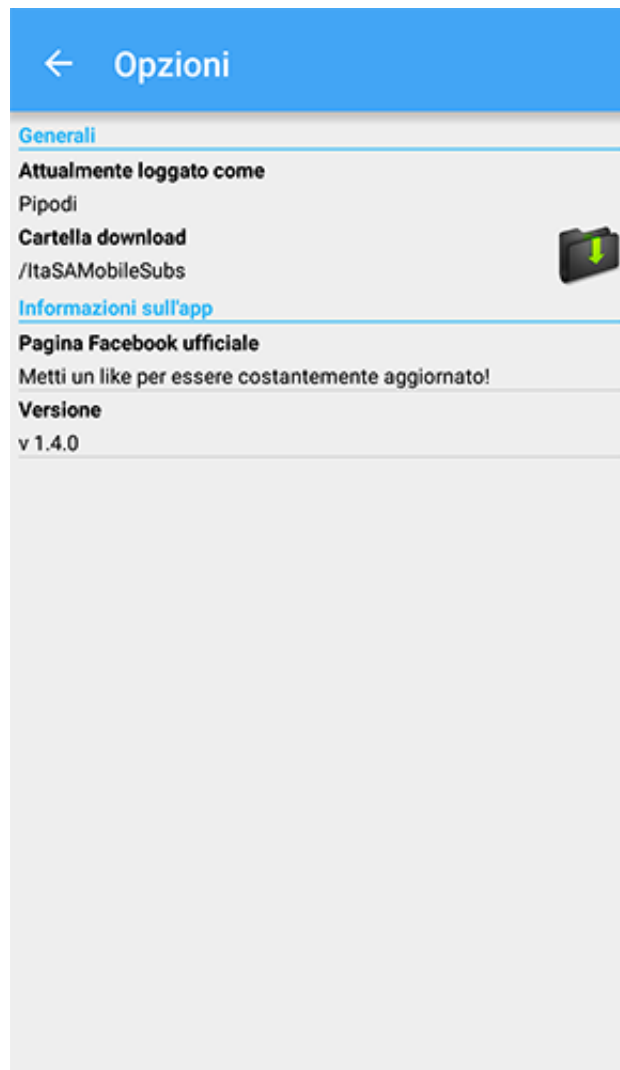 Opzioni
Generali
Attualmente loggato come
Pipodi
Cartella download
/ItaSAMobileSubs
Informazioni sull'app
Pagina Facebook ufficiale
Metti un like per essere costantemente aggiornato!
Versione
v 1.4.0